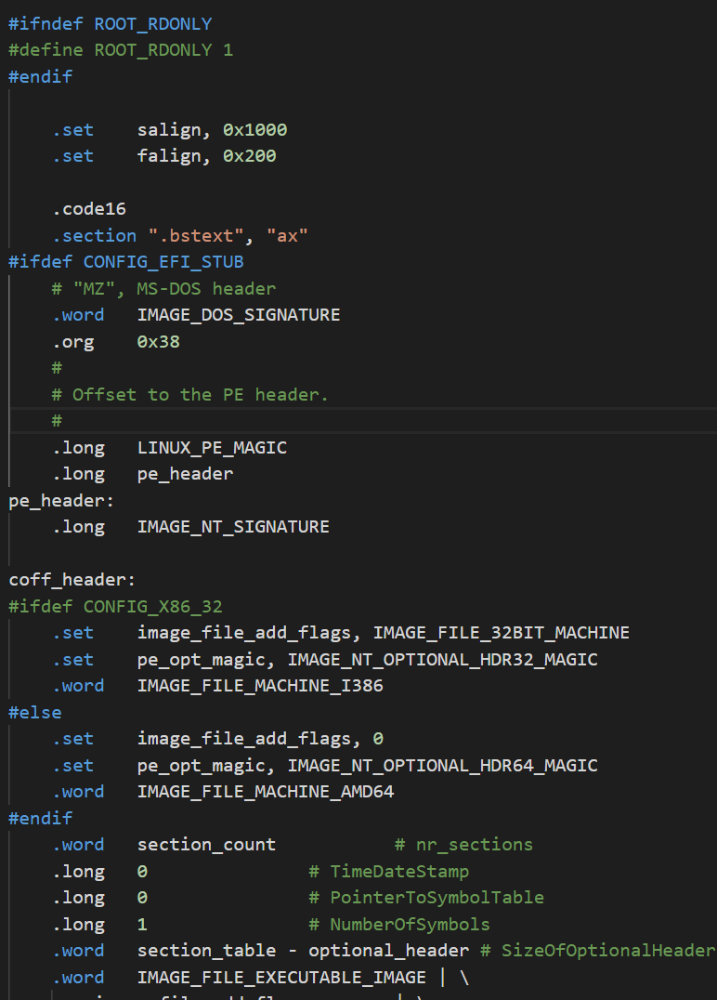 #ifndef ROOT_RDONLY
#define ROOT_RDONLY 1
#endif
.set salign, 0x1000
.set falign, 0x200
.code16
.section ".bstext", "ax"
#ifdef CONFIG_EFI_STUB
# "MZ", MS-DOS header
.word IMAGE_DOS_SIGNATURE
.org 0x38
#
# Offset to the PE header.
#
.long LINUX_PE_MAGIC
.long pe_header
pe_header:
.long IMAGE_NT_SIGNATURE
coff_header:
#ifdef CONFIG_X86_32
.set image_file_add_flags, IMAGE_FILE_32BIT_MACHINE
.set pe_opt_magic, IMAGE_NT_OPTIONAL_HDR32_MAGIC
.word IMAGE_FILE_MACHINE_I386
#else
.set image_file_add_flags, 0
.set pe_opt_magic, IMAGE_NT_OPTIONAL_HDR64_MAGIC
.word IMAGE_FILE_MACHINE_AMD64
#endif
.word section_count # nr_sections
.long 0 # TimeDateStamp
.long 0 # PointerToSymbolTable
.long 1 # NumberOfSymbols
.word section_table - optional_header # SizeOfOptionalHeader
.word IMAGE_FILE_EXECUTABLE_IMAGE | \